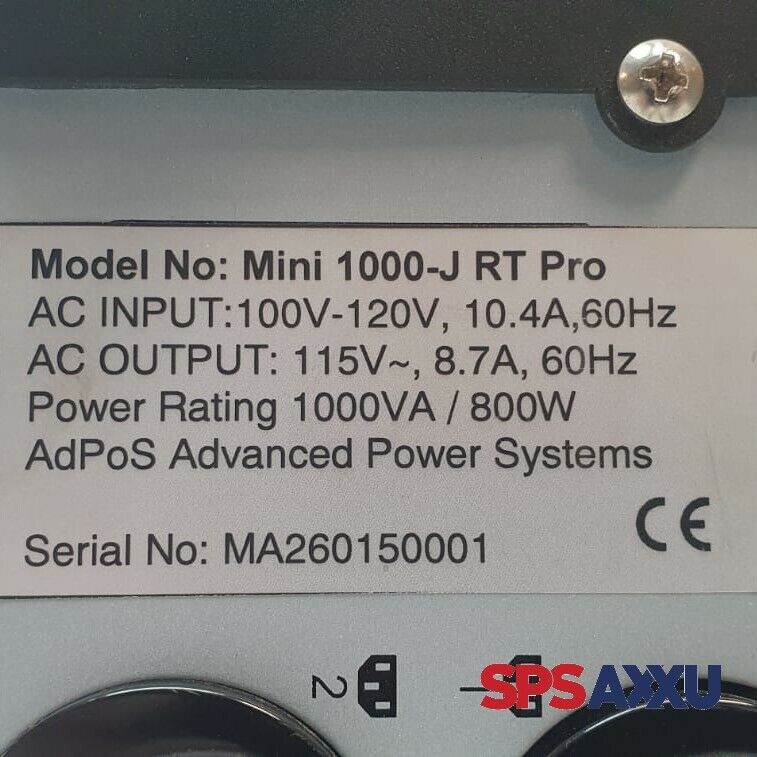 Model No: Mini 1000-J RT Pro
AC INPUT:100V-120V, 10.4A,60Hz
AC OUTPUT: 115V~, 8.7A, 60Hz
Power Rating 1000VA / 800W
AdPoS Advanced Power Systems
CE
Serial No: MA260150001
2
1
SPSAXXU